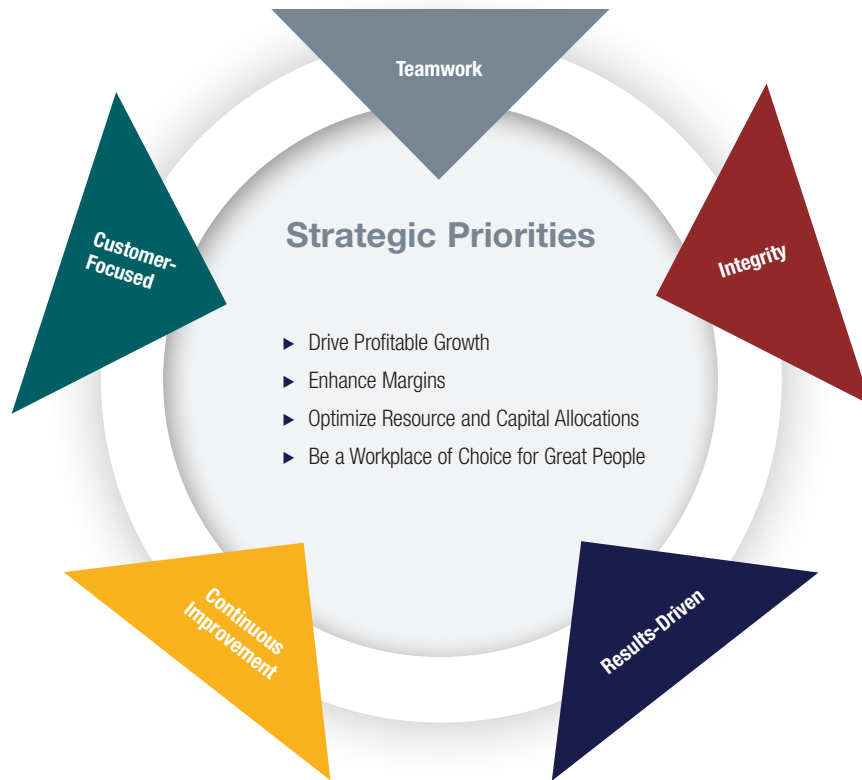 Teamwork
Integrity
Customer-
Focused
Strategic Priorities
► Drive Profitable Growth
► Enhance Margins
► Optimize Resource and Capital Allocations
► Be a Workplace of Choice for Great People
Continuous
Improvement
Results-Driven